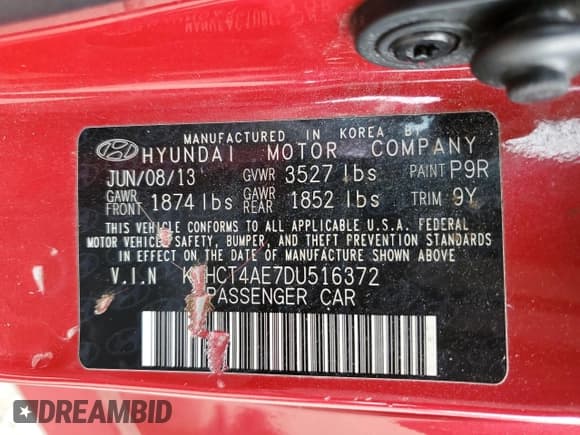 MANUFACTURED IN KOREA BY
HYUNDAI MOTOR COMPANY
JUN/08/13 GVWR 3527 lbs PAINT P9R
GAWR FRONT 1874 lbs GAWR REAR 1852 lbs TRIM 9Y
THIS VEHICLE CONFORMS TO ALL APPLICABLE U.S.A. FEDERAL
MOTOR VEHICLE SAFETY, BUMPER, AND THEFT PREVENTION STANDARDS
IN EFFECT ON THE DATE OF MANUFACTURE SHOWN ABOVE
V.I.N
PASSENGER CAR
DREAMBID